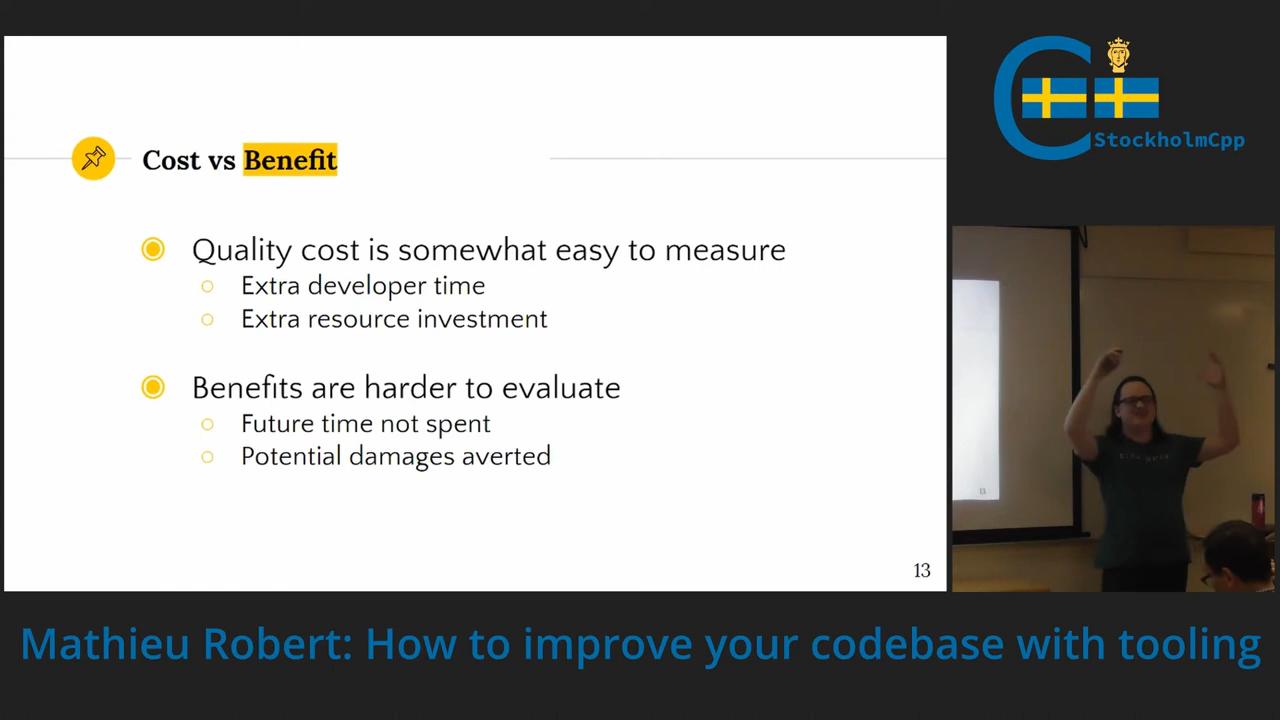 StockholmCpp
Cost vs Benefit
Quality cost is somewhat easy to measure
Extra developer time
Extra resource investment
Benefits are harder to evaluate
Future time not spent
Potential damages averted
13
13
Mathieu Robert: How to improve your codebase with tooling